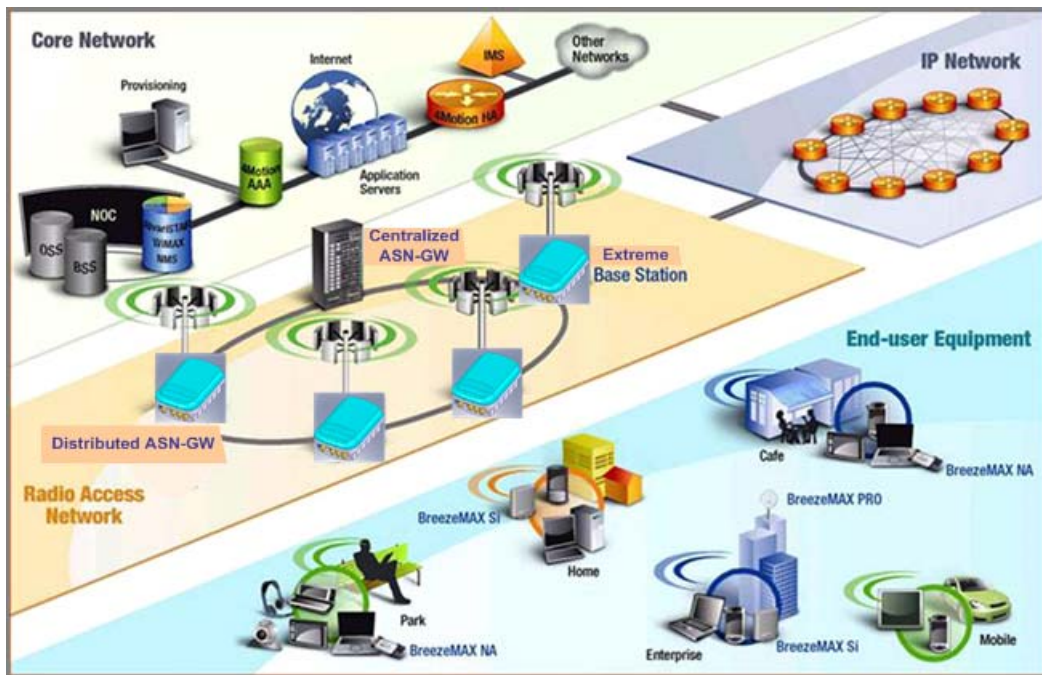 Core Network
Provisioning
Internet
IMS
Other
Networks
IP Network
4Motion HA
4Motion
AAA
Application
Servers
NOC
OSS
BSS
WiMAX
NMS
Centralized
ASN-GW
Extreme
Base Station
End-user Equipment
Distributed ASN-GW
Radio Access
Network
Cafe
BreezeMAX NA
BreezeMAX PRO
BreezeMAX Si
Home
Park
BreezeMAX NA
Enterprise
BreezeMAX Si
Mobile